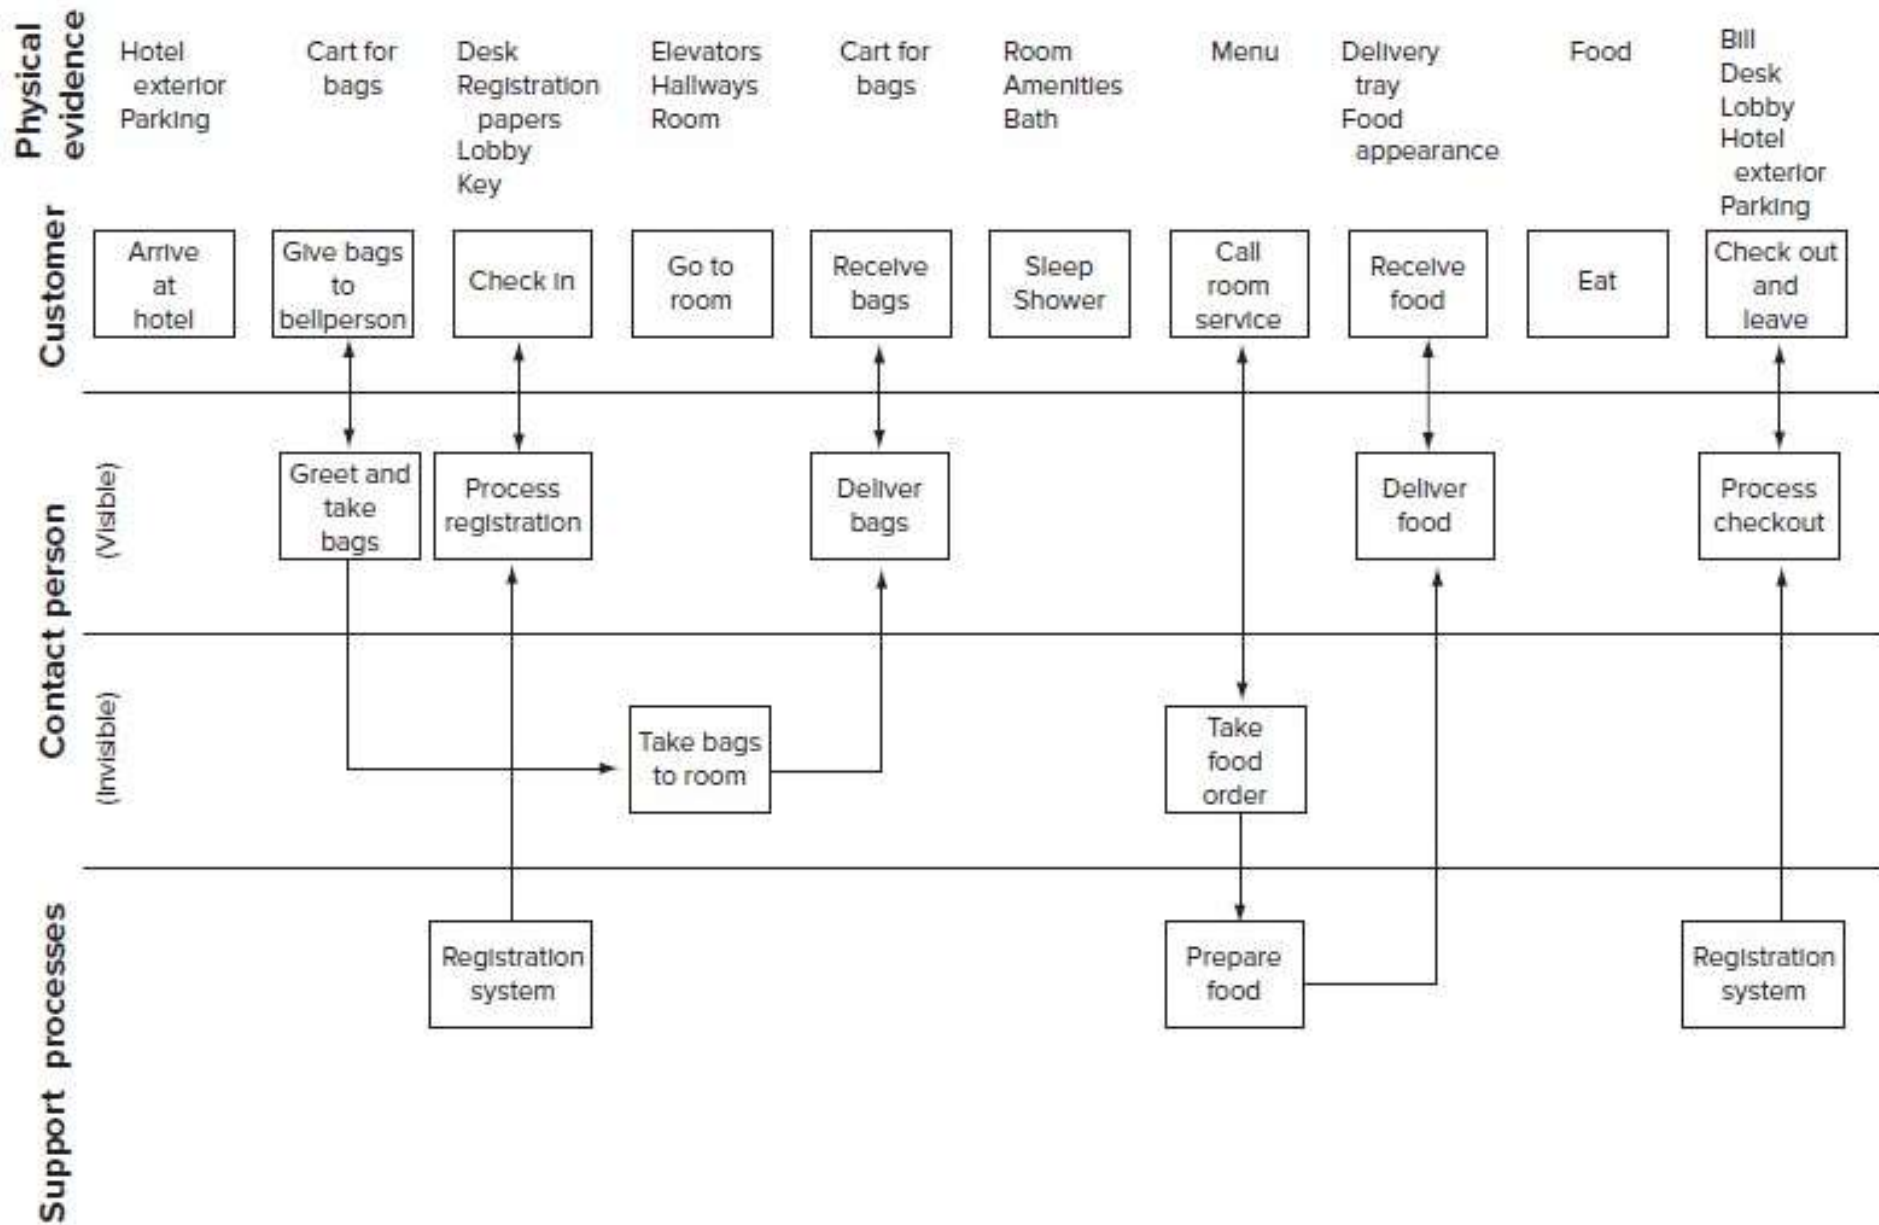 Physical
evidence
Hotel
exterior
Parking
Cart for
bags
Desk
Registration
papers
Lobby
Key
Elevators
Hallways
Room
Cart for
bags
Room
Amenities
Bath
Menu
Delivery
tray
Food
appearance
Food
Bill
Desk
Lobby
Hotel
exterior
Parking
Customer
Arrive
at
hotel
Give bags
to
bellperson
Check in
Go to
room
Receive
bags
Sleep
Shower
Call
room
service
Receive
food
Eat
Check out
and
leave
Contact person
(Visible)
Greet and
take
bags
Process
registration
Deliver
bags
Deliver
food
Process
checkout
(Invisible)
Take bags
to room
Take
food
order
Support processes
Registration
system
Prepare
food
Registration
system